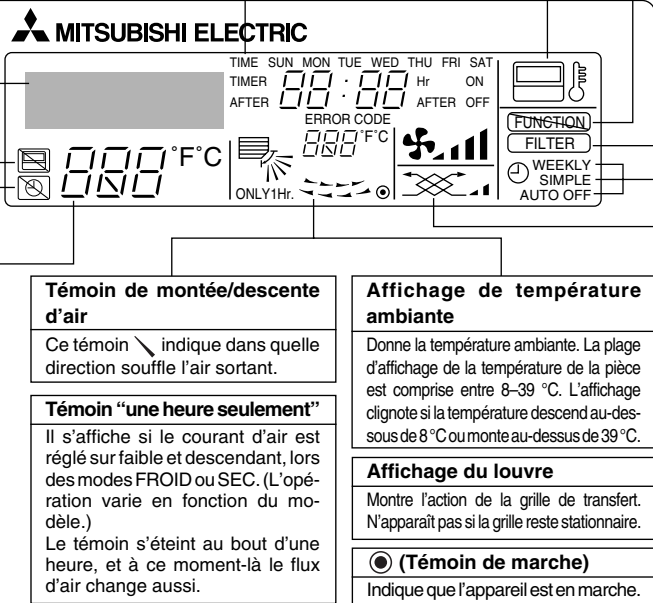 MITSUBISHI ELECTRIC
TIME SUN MON TUE WED THU FRI SAT
TIMER 88:88 Hr ON
AFTER AFTER OFF
ERROR CODE
888 °F°C
888 °F°C
ONLY1Hr.
FUNCTION
FILTER
WEEKLY
SIMPLE
AUTO OFF
Témoin de montée/descente
d’air
Ce témoin indique dans quelle
direction souffle l’air sortant.
Témoin “une heure seulement”
Il s’affiche si le courant d’air est
réglé sur faible et descendant, lors
des modes FROID ou SEC. (L’opé-
ration varie en fonction du mo-
dèle.)
Le témoin s’éteint au bout d’une
heure, et à ce moment-là le flux
d’air change aussi.
Affichage de température
ambiante
Donne la température ambiante. La plage
d’affichage de la température de la pièce
est comprise entre 8–39 °C. L’affichage
clignote si la température descend au-des-
sous de 8 °C ou monte au-dessus de 39 °C.
Affichage du louvre
Montre l’action de la grille de transfert.
N’apparaît pas si la grille reste stationnaire.
(Témoin de marche)
Indique que l’appareil est en marche.